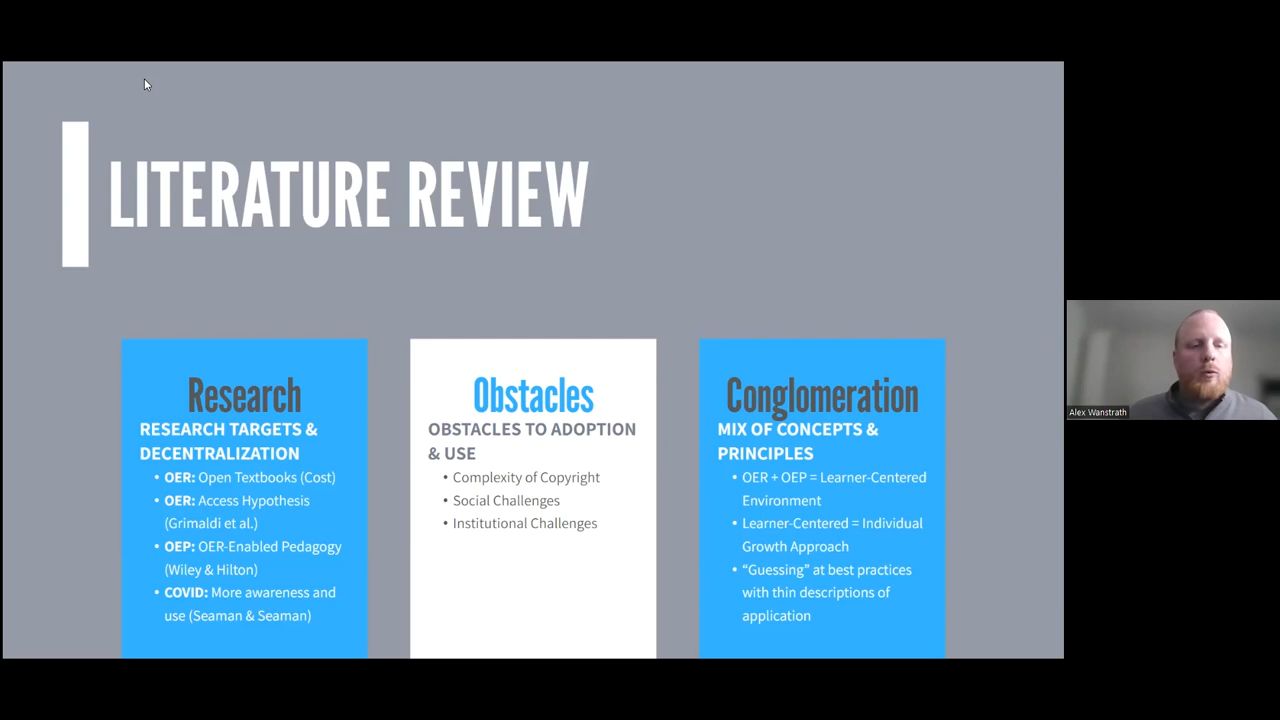 LITERATURE REVIEW
Research
RESEARCH TARGETS &
DECENTRALIZATION
• OER: Open Textbooks (Cost)
• OER: Access Hypothesis
(Grimaldi et al.)
• OEP: OER-Enabled Pedagogy
(Wiley & Hilton)
• COVID: More awareness and
use (Seaman & Seaman)
Obstacles
OBSTACLES TO ADOPTION
& USE
• Complexity of Copyright
• Social Challenges
• Institutional Challenges
Conglomeration
MIX OF CONCEPTS &
PRINCIPLES
• OER + OEP = Learner-Centered
Environment
• Learner-Centered = Individual
Growth Approach
• “Guessing” at best practices
with thin descriptions of
application
Alex Wanstrath